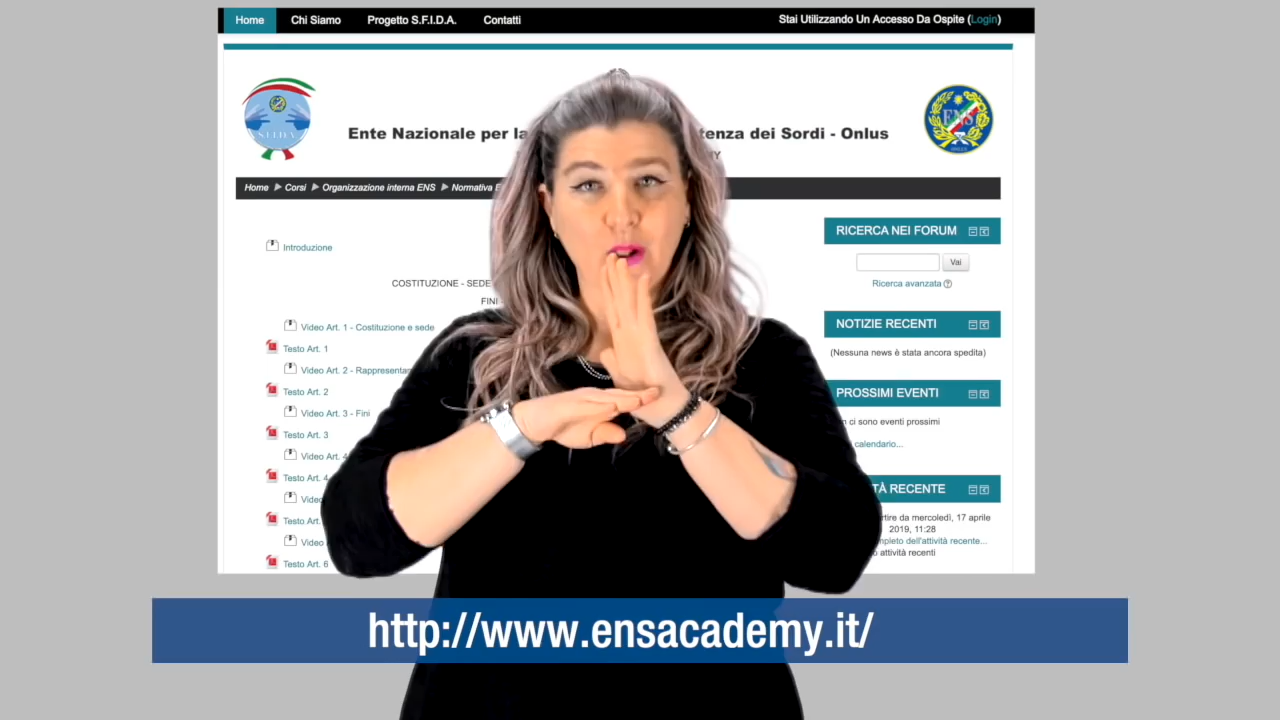 Home Chi Siamo Progetto S.F.I.D.A. Contatti Stai Utilizzando Un Accesso Da Ospite (Login)
S.F.I.D.A.
ENS
Ente Nazionale per la tenza dei Sordi - Onlus
MY
Home Corsi Organizzazione interna ENS Normativa E
Introduzione
COSTITUZIONE - SEDE
FINI
Video Art. 1 - Costituzione e sede
Testo Art. 1
Video Art. 2 - Rappresentan
Testo Art. 2
Video Art. 3 - Fini
Testo Art. 3
Video Art. 4
Testo Art. 4
Video
Testo Art.
Video
Testo Art. 6
RICERCA NEI FORUM
Vai
Ricerca avanzata
NOTIZIE RECENTI
(Nessuna news è stata ancora spedita)
PROSSIMI EVENTI
n ci sono eventi prossimi
calendario...
TÀ RECENTE
rtire da mercoledì, 17 aprile
2019, 11:28
mpleto dell'attività recente...
o attività recenti
http://www.ensacademy.it/